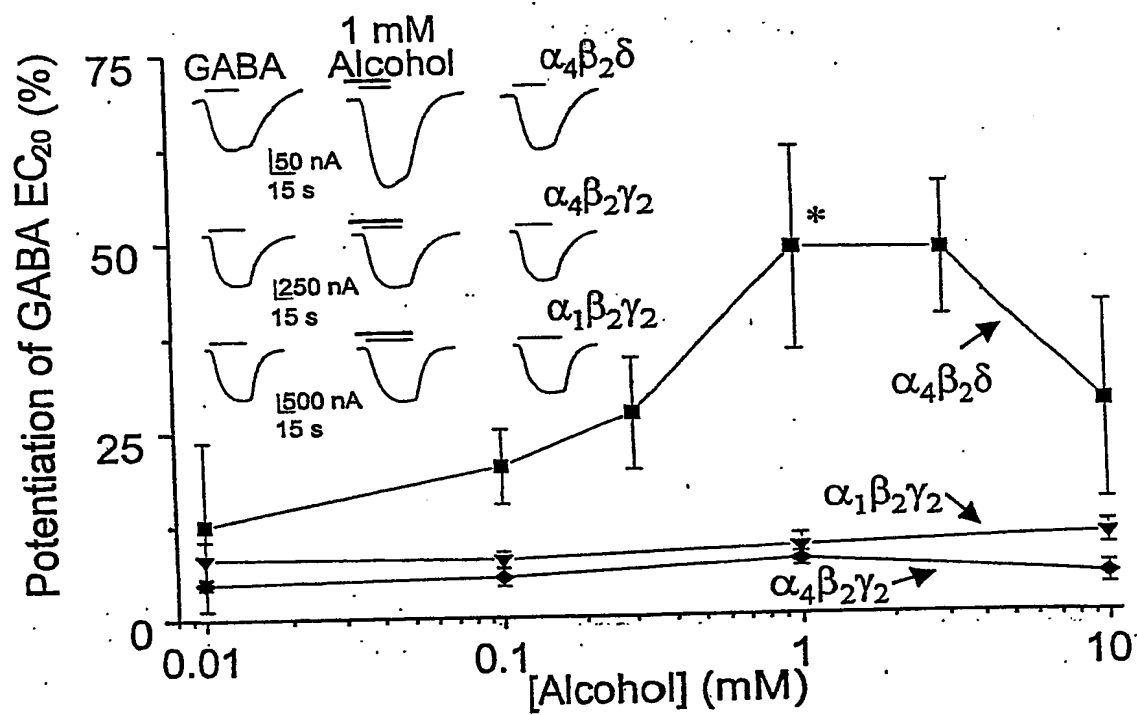 Potentiation of GABA EC₂₀ (%)
75
50
25
0
GABA
1 mM
Alcohol
α₄β₂δ
50 nA
15 s
α₄β₂γ₂
250 nA
15 s
α₁β₂γ₂
500 nA
15 s
*
α₄β₂δ
α₁β₂γ₂
α₄β₂γ₂
0.01
0.1
1
10
[Alcohol] (mM)